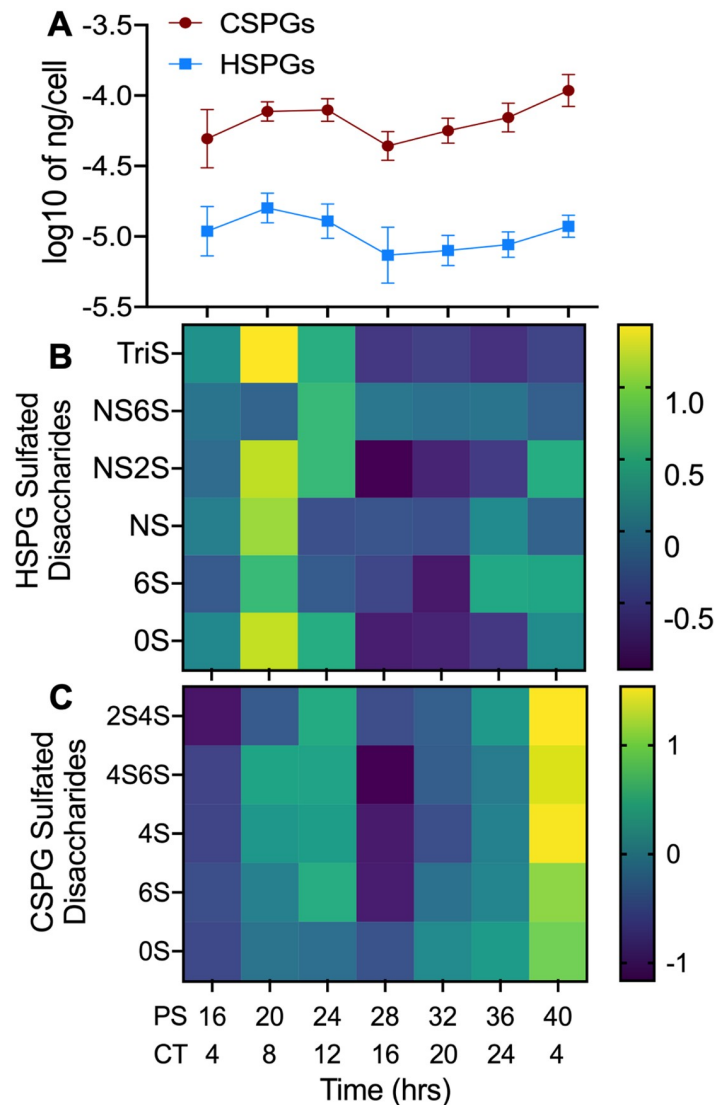 A
CSPGs
HSPGs
log10 of ng/cell
-3.5
-4.0
-4.5
-5.0
-5.5
B
HSPG Sulfated
Disaccharides
TriS
NS6S
NS2S
NS
6S
0S
1.0
0.5
0
-0.5
C
CSPG Sulfated
Disaccharides
2S4S
4S6S
4S
6S
0S
1
0
-1
PS 16 20 24 28 32 36 40
CT 4 8 12 16 20 24 4
Time (hrs)